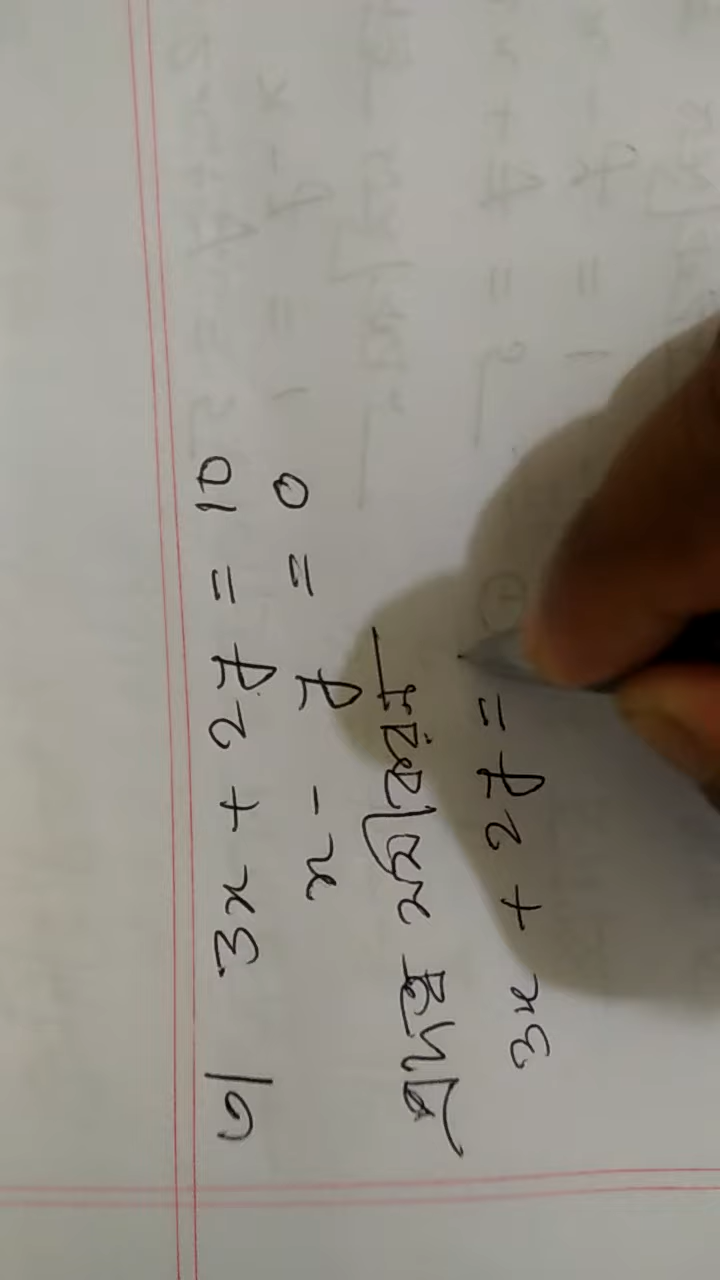 ৩| 3x + 2y = 10
x - y = 0
প্রদত্ত সমীকরণ
3x + 2y =